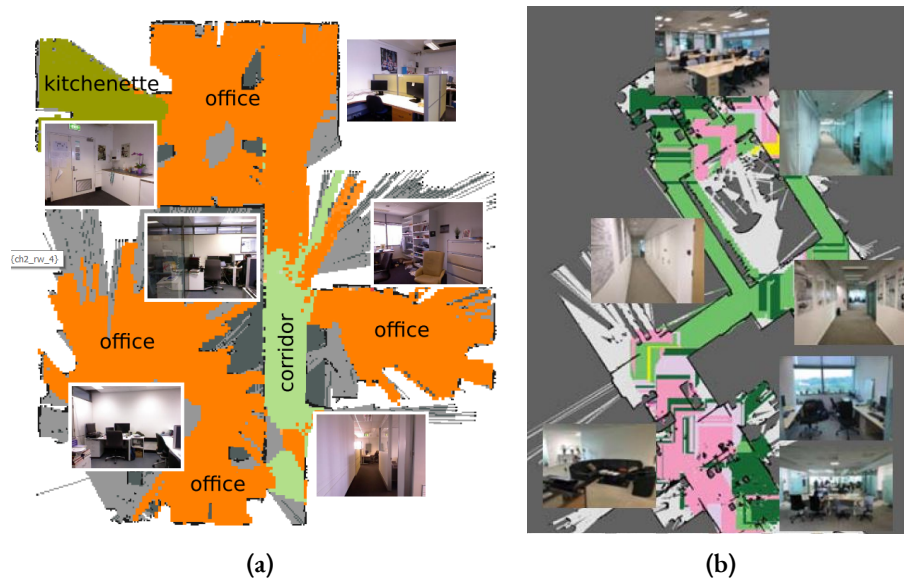 kitchenette
office
{ch2_rw_4}
office
corridor
office
office
(a)
(b)